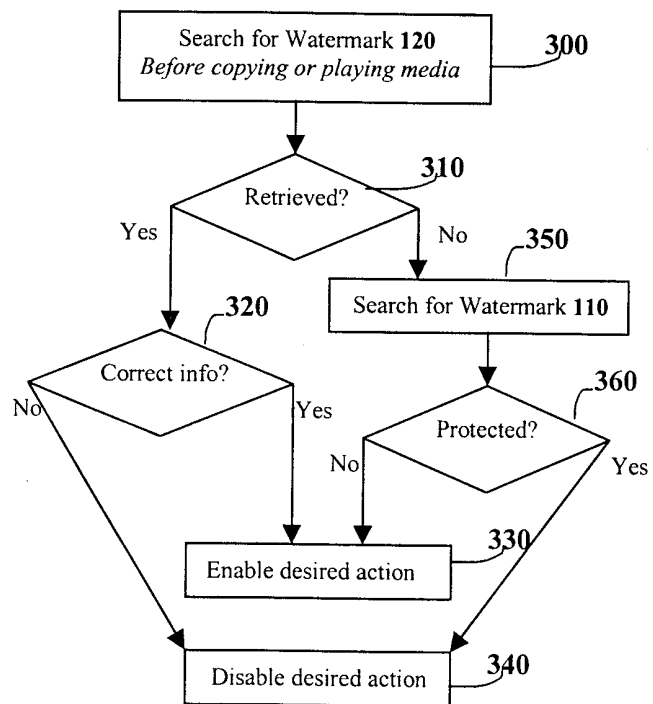 Search for Watermark 120
Before copying or playing media
300
Retrieved?
310
Yes
No
350
Search for Watermark 110
320
Correct info?
360
Protected?
No
Yes
No
Yes
330
Enable desired action
340
Disable desired action